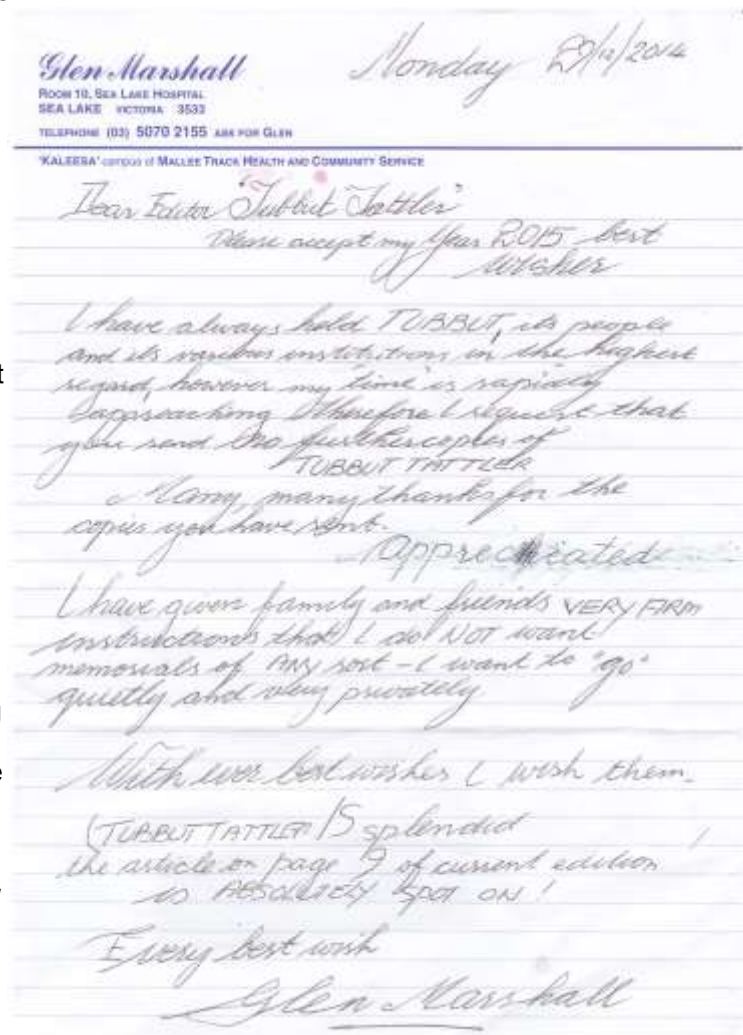 Monday 29/12/2014
Glen Marshall
ROOM 10, SEA LAKE HOSPITAL
SEA LAKE VICTORIA 3533
TELEPHONE (03) 5070 2155 ASK FOR GLEN
'KALEESA' campus of MALLEE TRACK HEALTH AND COMMUNITY SERVICE
Dear Editor "Tubbut Tattler"
Please accept my Year 2015 best
wishes
I have always held TUBBUT, its people
and its various institutions in the highest
regard, however my "time" is rapidly
approaching therefore I request that
you send no further copies of
TUBBUT TATTLER
Many, many thanks for the
copies you have sent.
appreciated
I have given family and friends VERY FIRM
instructions that I do NOT want
memorials of ANY sort - I want to "go"
quietly and very privately
With ever best wishes I wish them.
(TUBBUT TATTLER IS splendid
the article on page 9 of current edition
is ABSOLUTELY SPOT ON!
Every best wish
Glen Marshall